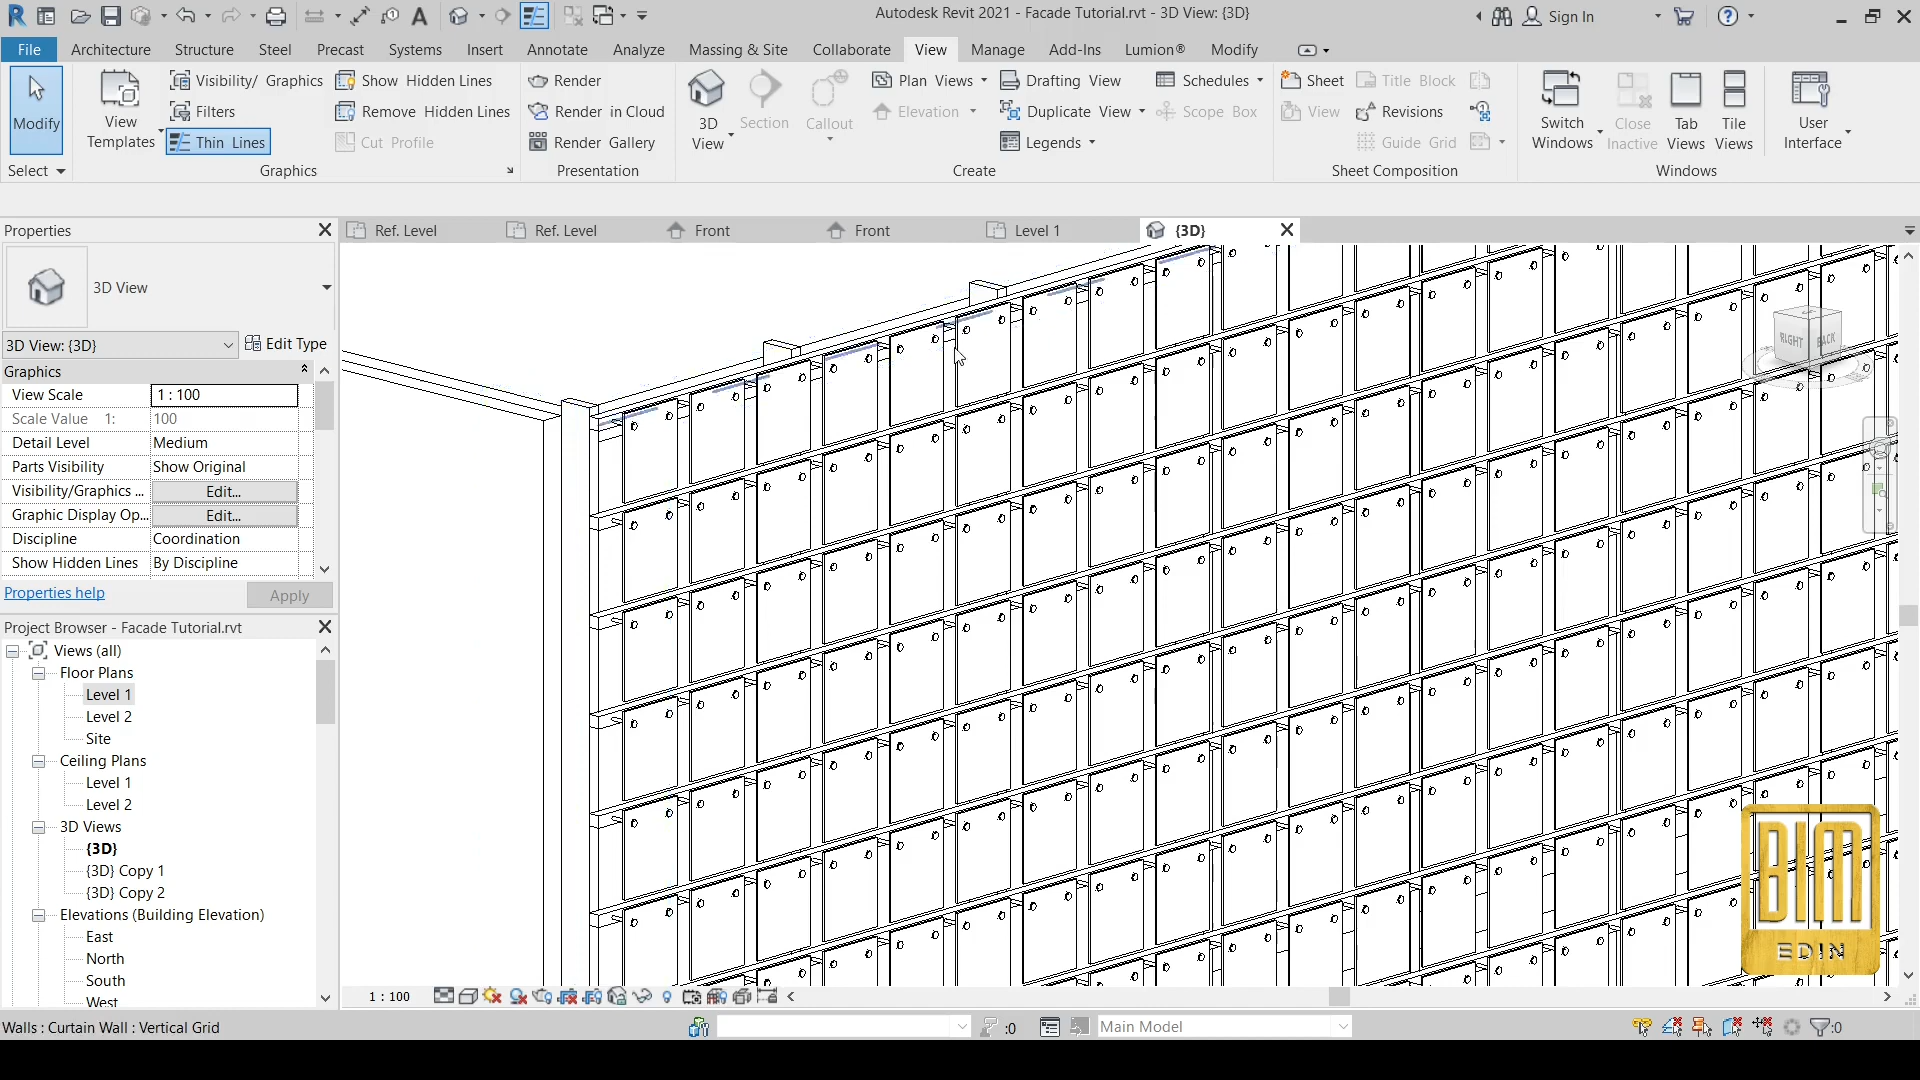 Autodesk Revit 2021 - Facade Tutorial.rvt - 3D View: {3D}
Sign In
File Architecture Structure Steel Precast Systems Insert Annotate Analyze Massing & Site Collaborate View Manage Add-Ins Lumion® Modify
Modify
View Templates
Visibility/ Graphics
Filters
Thin Lines
Show Hidden Lines
Remove Hidden Lines
Cut Profile
Render
Render in Cloud
Render Gallery
3D View
Section
Callout
Plan Views
Elevation
Drafting View
Duplicate View
Legends
Schedules
Scope Box
Sheet
View
Title Block
Revisions
Guide Grid
Switch Windows
Close Inactive
Tab Views
Tile Views
User Interface
Select
Graphics
Presentation
Create
Sheet Composition
Windows
Properties
Ref. Level
Ref. Level
Front
Front
Level 1
{3D}
3D View
3D View: {3D}
Edit Type
Graphics
View Scale 1 : 100
Scale Value 1: 100
Detail Level Medium
Parts Visibility Show Original
Visibility/Graphics ... Edit...
Graphic Display Op... Edit...
Discipline Coordination
Show Hidden Lines By Discipline
Properties help
Apply
Project Browser - Facade Tutorial.rvt
Views (all)
Floor Plans
Level 1
Level 2
Site
Ceiling Plans
Level 1
Level 2
3D Views
{3D}
{3D} Copy 1
{3D} Copy 2
Elevations (Building Elevation)
East
North
South
West
RIGHT
BACK
BIM
EDIN
1 : 100
Walls : Curtain Wall : Vertical Grid
:0
Main Model
:0